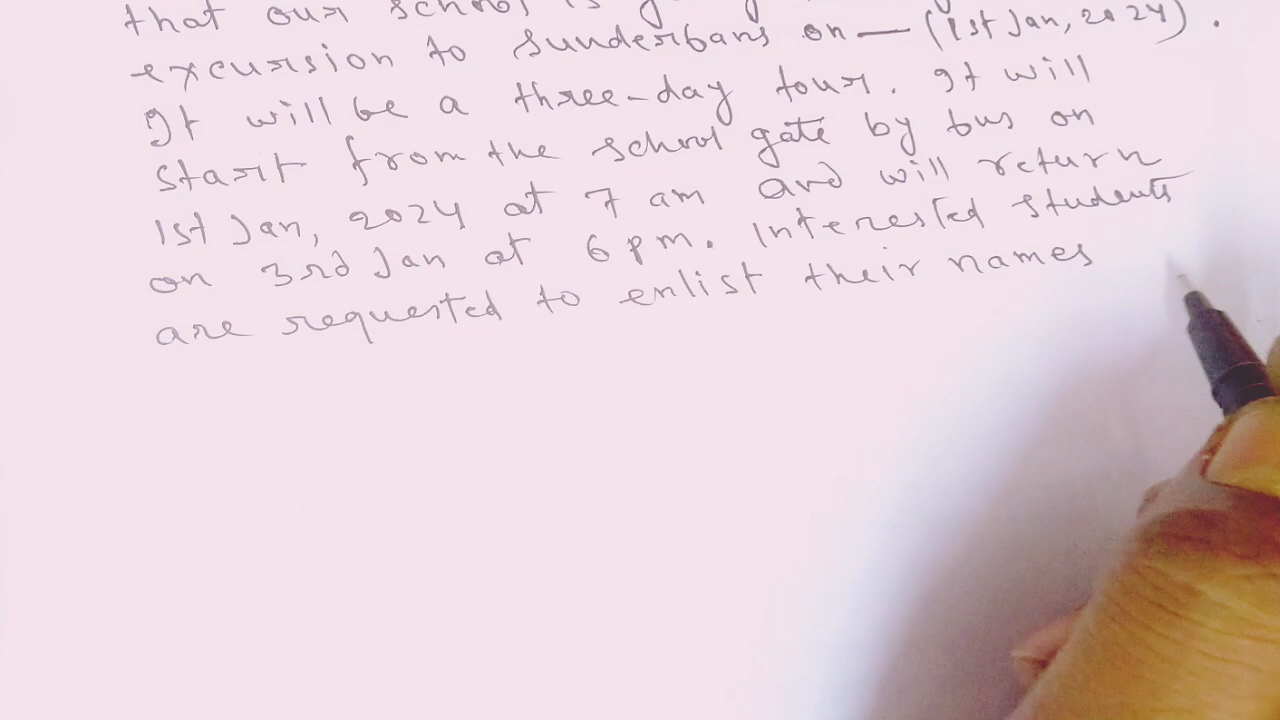 that our school is
excursion to Sunderbans on — (1st Jan, 2024).
It will be a three-day tour. It will
start from the school gate by bus on
1st Jan, 2024 at 7 am and will return
on 3rd Jan at 6 pm. Interested students
are requested to enlist their names